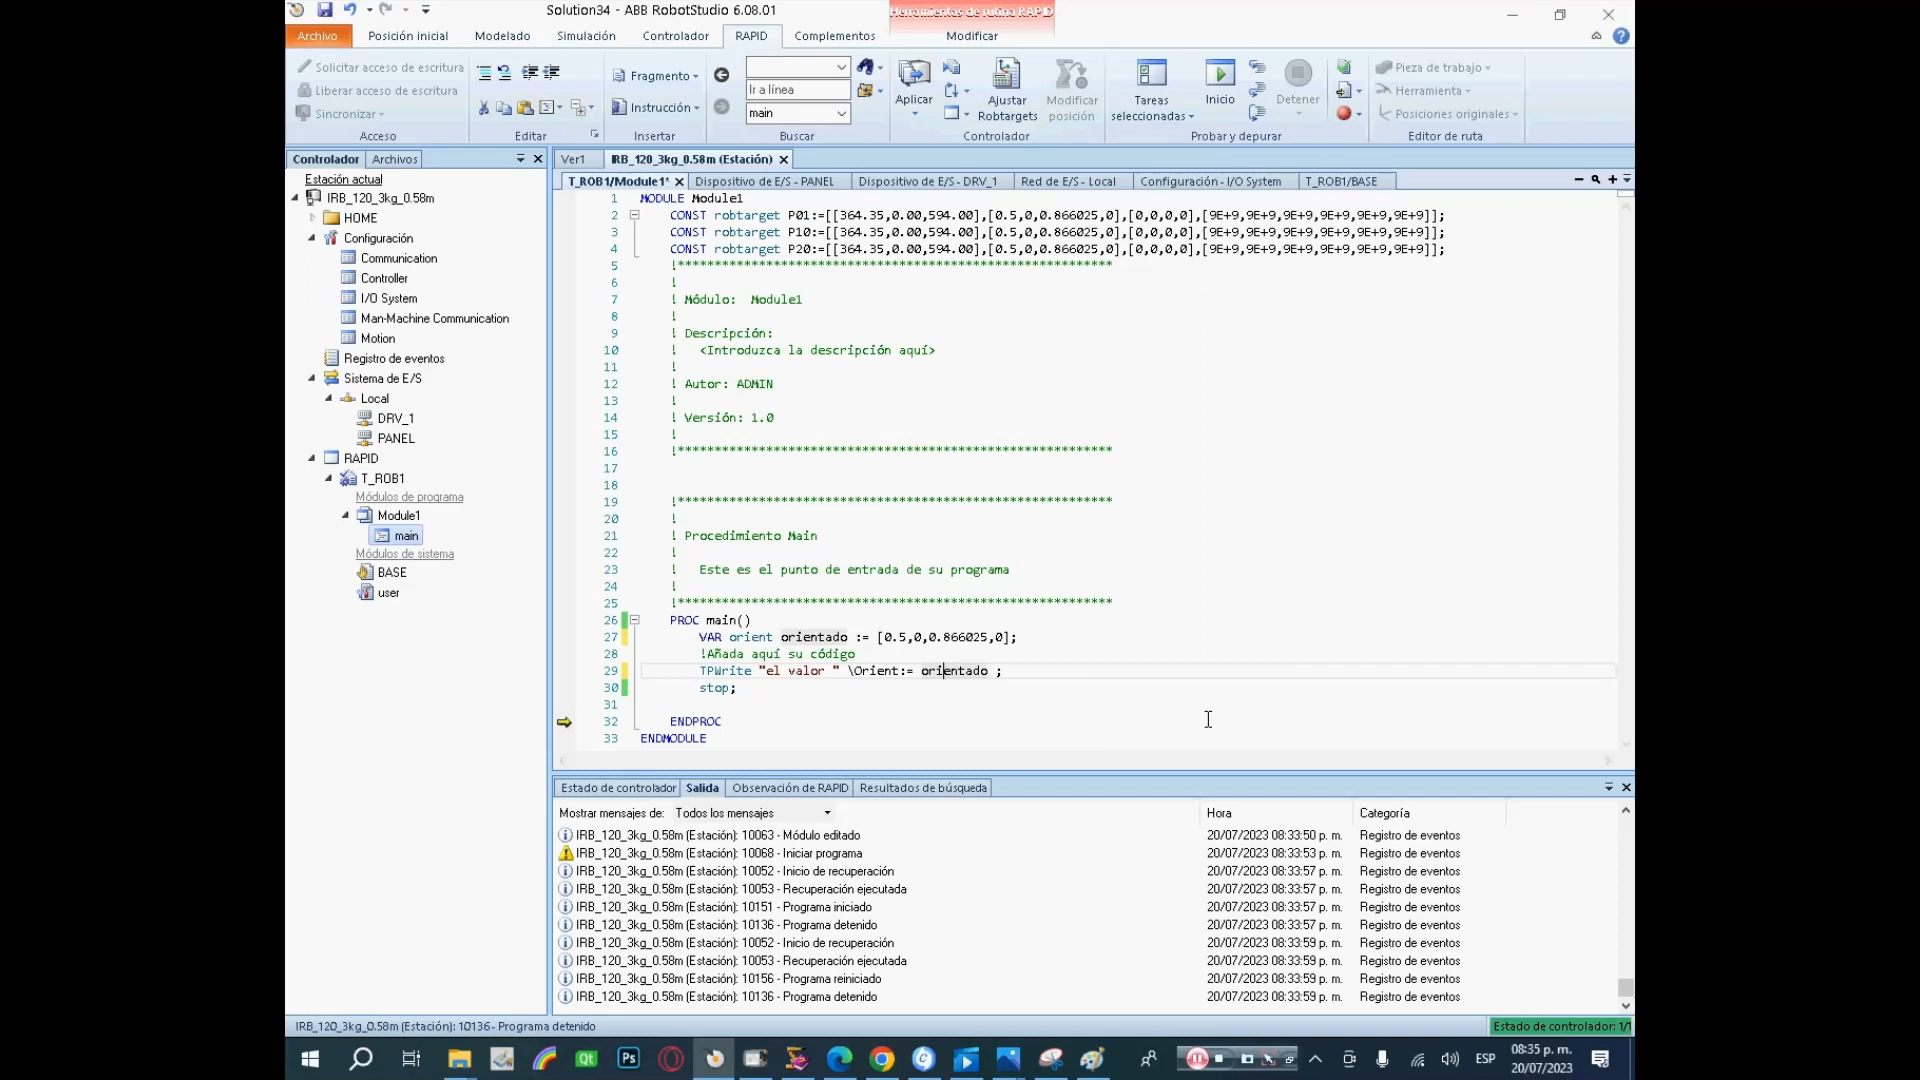 Solution34 - ABB RobotStudio 6.08.01
Herramientas de rutina RAPID
Archivo Posición inicial Modelado Simulación Controlador RAPID Complementos Modificar
Solicitar acceso de escritura
Liberar acceso de escritura
Sincronizar
Acceso
Editar
Fragmento
Instrucción
Insertar
Ir a línea
main
Buscar
Aplicar
Ajustar
Robtargets
Modificar
posición
Controlador
Tareas
seleccionadas
Inicio
Detener
Probar y depurar
Pieza de trabajo
Herramienta
Posiciones originales
Editor de ruta
Controlador Archivos
Estación actual
IRB_120_3kg_0.58m
HOME
Configuración
Communication
Controller
I/O System
Man-Machine Communication
Motion
Registro de eventos
Sistema de E/S
Local
DRV_1
PANEL
RAPID
T_ROB1
Módulos de programa
Module1
main
Módulos de sistema
BASE
user
Ver1 IRB_120_3kg_0.58m (Estación)
T_ROB1/Module1* Dispositivo de E/S - PANEL Dispositivo de E/S - DRV_1 Red de E/S - Local Configuración - I/O System T_ROB1/BASE
1 MODULE Module1
2 CONST robtarget P01:=[[364.35,0.00,594.00],[0.5,0,0.866025,0],[0,0,0,0],[9E+9,9E+9,9E+9,9E+9,9E+9,9E+9]];
3 CONST robtarget P10:=[[364.35,0.00,594.00],[0.5,0,0.866025,0],[0,0,0,0],[9E+9,9E+9,9E+9,9E+9,9E+9,9E+9]];
4 CONST robtarget P20:=[[364.35,0.00,594.00],[0.5,0,0.866025,0],[0,0,0,0],[9E+9,9E+9,9E+9,9E+9,9E+9,9E+9]];
5 !***********************************************************
6 !
7 ! Módulo:  Module1
8 !
9 ! Descripción:
10 !   <Introduzca la descripción aquí>
11 !
12 ! Autor: ADMIN
13 !
14 ! Versión: 1.0
15 !
16 !***********************************************************
17
18
19 !***********************************************************
20 !
21 ! Procedimiento Main
22 !
23 !   Este es el punto de entrada de su programa
24 !
25 !***********************************************************
26 PROC main()
27 VAR orient orientado := [0.5,0,0.866025,0];
28 !Añada aquí su código
29 TPWrite "el valor " \Orient:= orientado ;
30 stop;
31
32 ENDPROC
33 ENDMODULE
Estado de controlador Salida Observación de RAPID Resultados de búsqueda
Mostrar mensajes de: Todos los mensajes Hora Categoría
IRB_120_3kg_0.58m (Estación): 10063 - Módulo editado 20/07/2023 08:33:50 p. m. Registro de eventos
IRB_120_3kg_0.58m (Estación): 10068 - Iniciar programa 20/07/2023 08:33:53 p. m. Registro de eventos
IRB_120_3kg_0.58m (Estación): 10052 - Inicio de recuperación 20/07/2023 08:33:57 p. m. Registro de eventos
IRB_120_3kg_0.58m (Estación): 10053 - Recuperación ejecutada 20/07/2023 08:33:57 p. m. Registro de eventos
IRB_120_3kg_0.58m (Estación): 10151 - Programa iniciado 20/07/2023 08:33:57 p. m. Registro de eventos
IRB_120_3kg_0.58m (Estación): 10136 - Programa detenido 20/07/2023 08:33:57 p. m. Registro de eventos
IRB_120_3kg_0.58m (Estación): 10052 - Inicio de recuperación 20/07/2023 08:33:59 p. m. Registro de eventos
IRB_120_3kg_0.58m (Estación): 10053 - Recuperación ejecutada 20/07/2023 08:33:59 p. m. Registro de eventos
IRB_120_3kg_0.58m (Estación): 10156 - Programa reiniciado 20/07/2023 08:33:59 p. m. Registro de eventos
IRB_120_3kg_0.58m (Estación): 10136 - Programa detenido 20/07/2023 08:33:59 p. m. Registro de eventos
IRB_120_3kg_0.58m (Estación): 10136 - Programa detenido Estado de controlador: 1/1
Qt Ps ESP 08:35 p. m.
20/07/2023